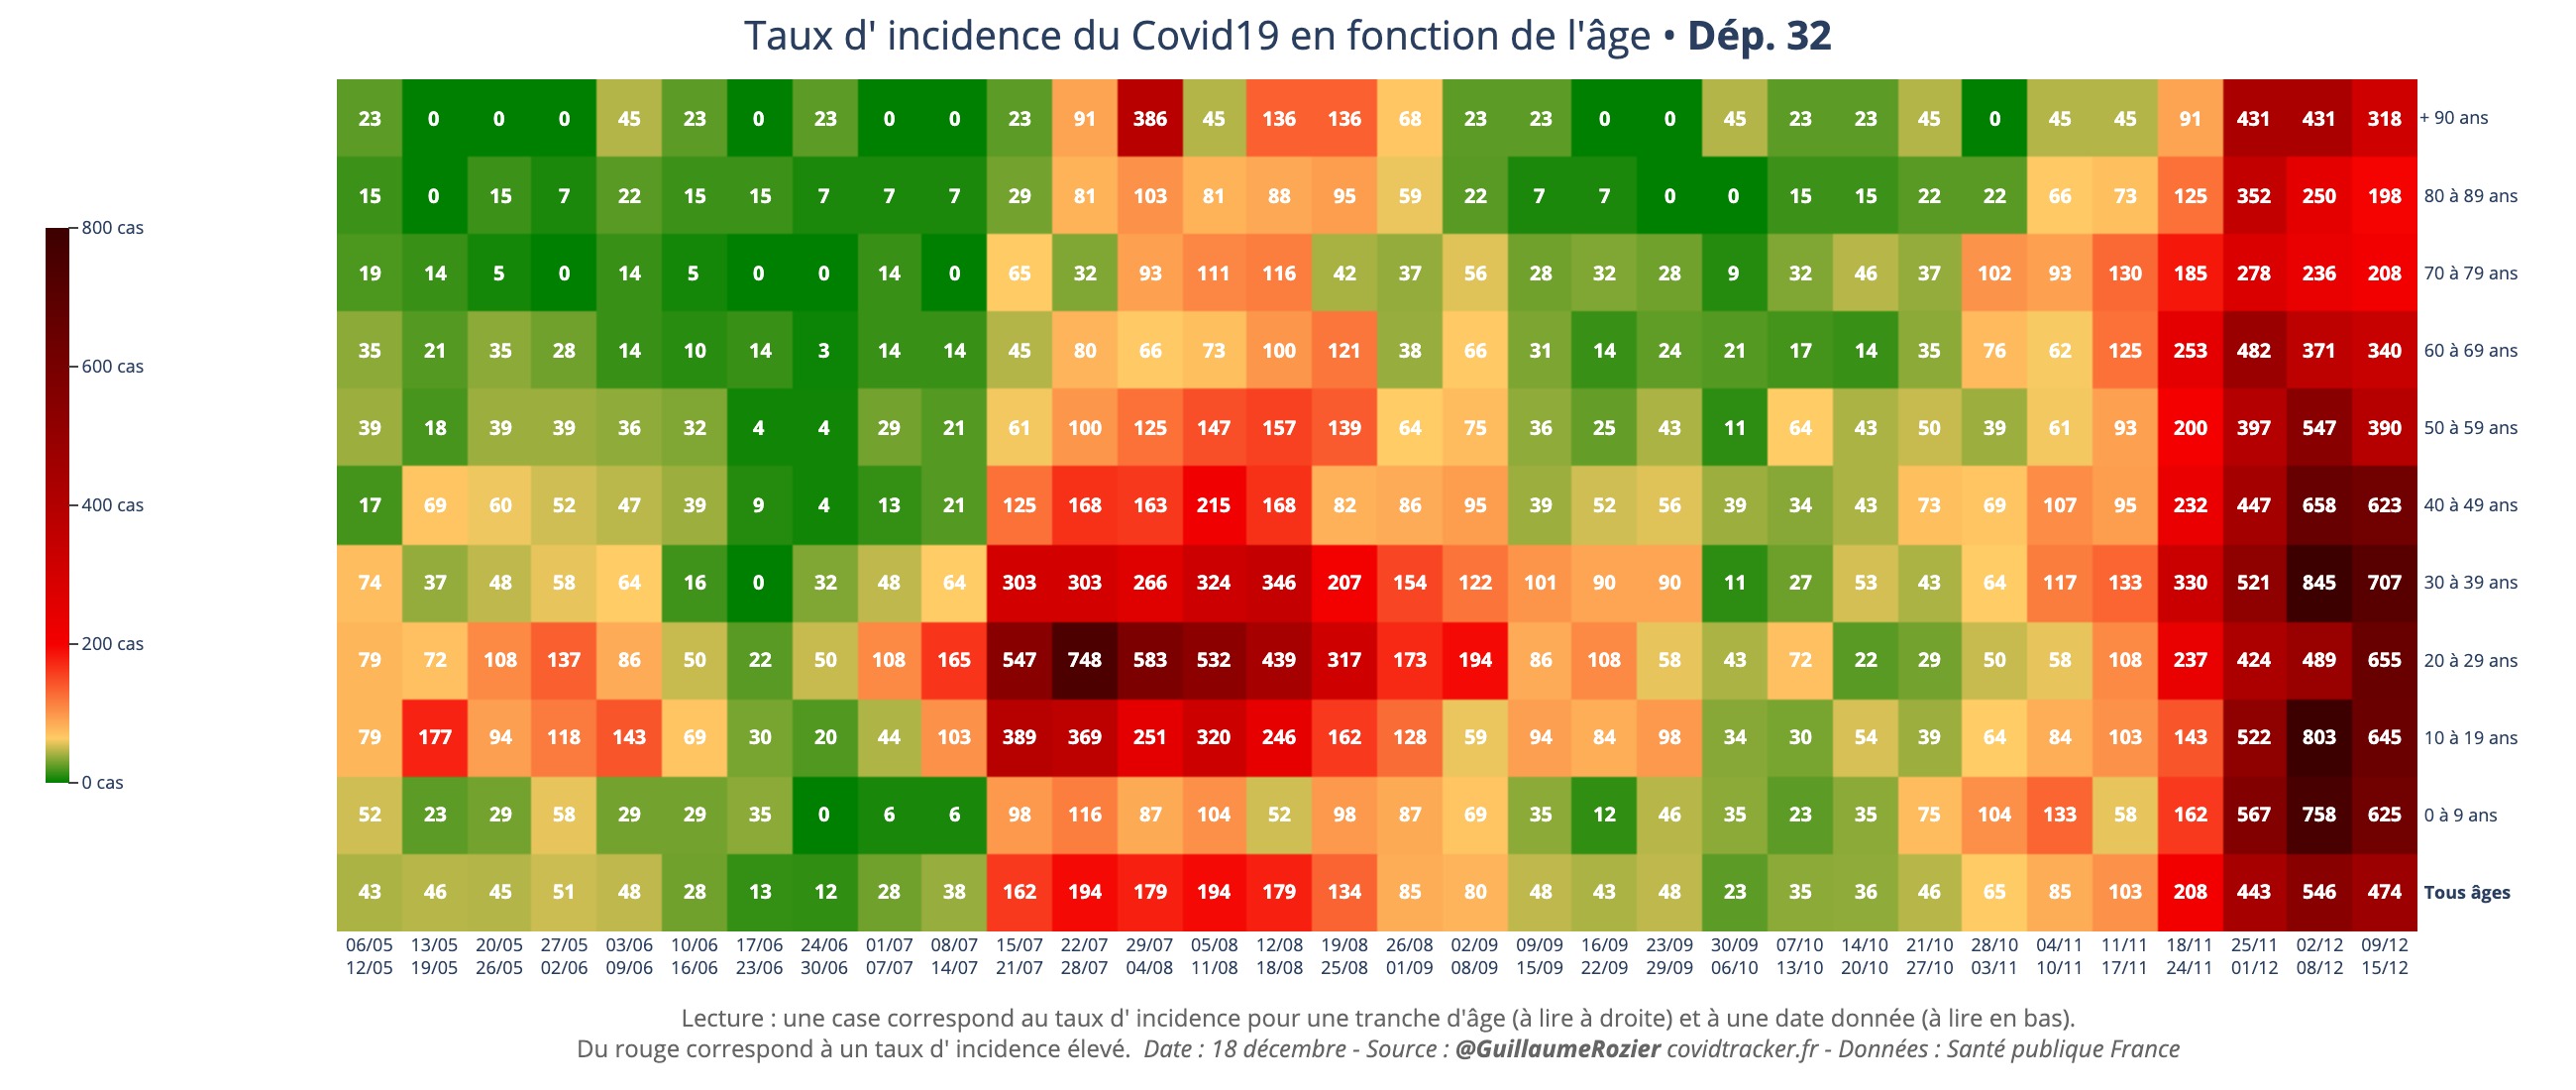 Taux d' incidence du Covid19 en fonction de l'âge • Dép. 32
800 cas
600 cas
400 cas
200 cas
0 cas
23 0 0 0 45 23 0 23 0 0 23 91 386 45 136 136 68 23 23 0 0 45 23 23 45 0 45 45 91 431 431 318 + 90 ans
15 0 15 7 22 15 15 7 7 7 29 81 103 81 88 95 59 22 7 7 0 0 15 15 22 22 66 73 125 352 250 198 80 à 89 ans
19 14 5 0 14 5 0 0 14 0 65 32 93 111 116 42 37 56 28 32 28 9 32 46 37 102 93 130 185 278 236 208 70 à 79 ans
35 21 35 28 14 10 14 3 14 14 45 80 66 73 100 121 38 66 31 14 24 21 17 14 35 76 62 125 253 482 371 340 60 à 69 ans
39 18 39 39 36 32 4 4 29 21 61 100 125 147 157 139 64 75 36 25 43 11 64 43 50 39 61 93 200 397 547 390 50 à 59 ans
17 69 60 52 47 39 9 4 13 21 125 168 163 215 168 82 86 95 39 52 56 39 34 43 73 69 107 95 232 447 658 623 40 à 49 ans
74 37 48 58 64 16 0 32 48 64 303 303 266 324 346 207 154 122 101 90 90 11 27 53 43 64 117 133 330 521 845 707 30 à 39 ans
79 72 108 137 86 50 22 50 108 165 547 748 583 532 439 317 173 194 86 108 58 43 72 22 29 50 58 108 237 424 489 655 20 à 29 ans
79 177 94 118 143 69 30 20 44 103 389 369 251 320 246 162 128 59 94 84 98 34 30 54 39 64 84 103 143 522 803 645 10 à 19 ans
52 23 29 58 29 29 35 0 6 6 98 116 87 104 52 98 87 69 35 12 46 35 23 35 75 104 133 58 162 567 758 625 0 à 9 ans
43 46 45 51 48 28 13 12 28 38 162 194 179 194 179 134 85 80 48 43 48 23 35 36 46 65 85 103 208 443 546 474 Tous âges
06/05 13/05 20/05 27/05 03/06 10/06 17/06 24/06 01/07 08/07 15/07 22/07 29/07 05/08 12/08 19/08 26/08 02/09 09/09 16/09 23/09 30/09 07/10 14/10 21/10 28/10 04/11 11/11 18/11 25/11 02/12 09/12
12/05 19/05 26/05 02/06 09/06 16/06 23/06 30/06 07/07 14/07 21/07 28/07 04/08 11/08 18/08 25/08 01/09 08/09 15/09 22/09 29/09 06/10 13/10 20/10 27/10 03/11 10/11 17/11 24/11 01/12 08/12 15/12
Lecture : une case correspond au taux d' incidence pour une tranche d'âge (à lire à droite) et à une date donnée (à lire en bas).
Du rouge correspond à un taux d' incidence élevé. Date : 18 décembre - Source : @GuillaumeRozier covidtracker.fr - Données : Santé publique France